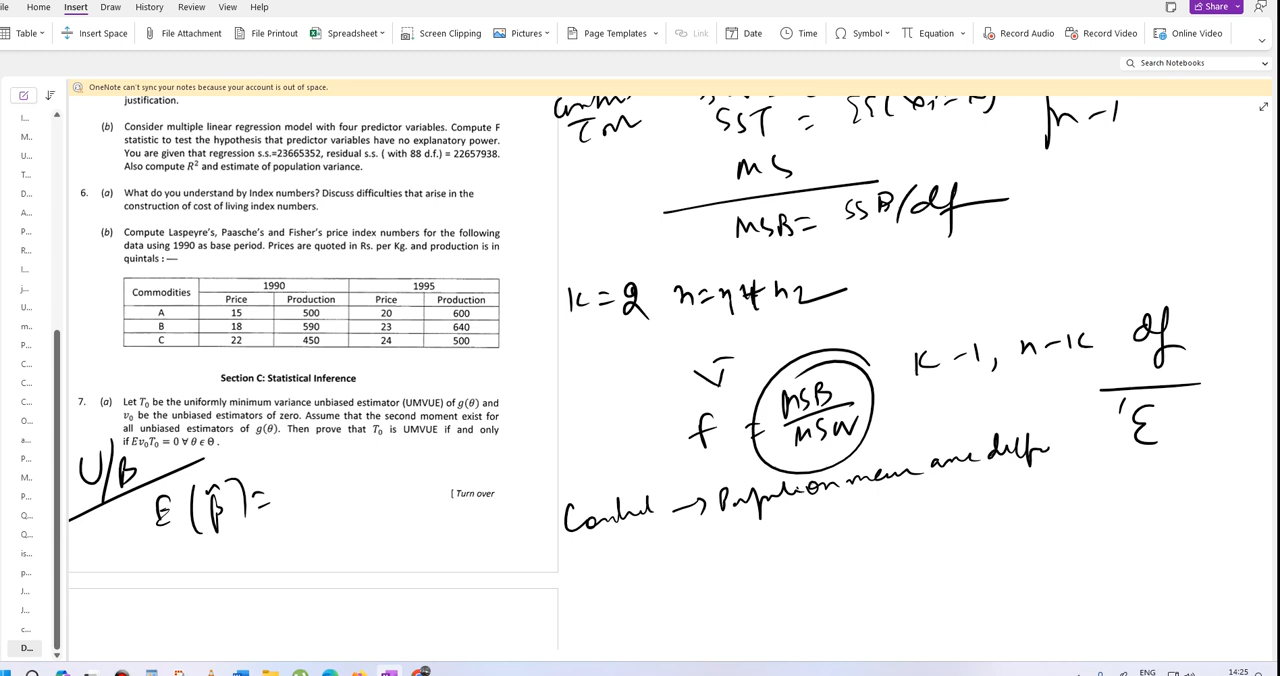 ile Home Insert Draw History Review View Help Share
Table Insert Space File Attachment File Printout Spreadsheet Screen Clipping Pictures Page Templates Link Date Time Symbol Equation Record Audio Record Video Online Video
Search Notebooks
OneNote can't sync your notes because your account is out of space.
justification.
(b) Consider multiple linear regression model with four predictor variables. Compute F
statistic to test the hypothesis that predictor variables have no explanatory power.
You are given that regression s.s.=23665352, residual s.s. ( with 88 d.f.) = 22657938.
Also compute R² and estimate of population variance.
6. (a) What do you understand by Index numbers? Discuss difficulties that arise in the
construction of cost of living index numbers.
(b) Compute Laspeyre's, Paasche's and Fisher's price index numbers for the following
data using 1990 as base period. Prices are quoted in Rs. per Kg. and production is in
quintals : —
Commodities 1990 1995
Price Production Price Production
A 15 500 20 600
B 18 590 23 640
C 22 450 24 500
Section C: Statistical Inference
7. (a) Let T₀ be the uniformly minimum variance unbiased estimator (UMVUE) of g(θ) and
v₀ be the unbiased estimators of zero. Assume that the second moment exist for
all unbiased estimators of g(θ). Then prove that T₀ is UMVUE if and only
if Ev₀T₀ = 0 ∀ θ ϵ Θ .
[ Turn over
U/B
E (β̂) =
SST =
n-1
MS
MSB = SSB/df
K = 2
K-1, n-K df
f = MSB/MSW
I...
M..
U...
T...
D...
A...
P...
R...
I...
j...
U...
m..
P...
C...
C...
O...
a...
P...
M..
P...
Q...
Q...
is...
p...
J...
J...
c...
D...
ENG
14:25